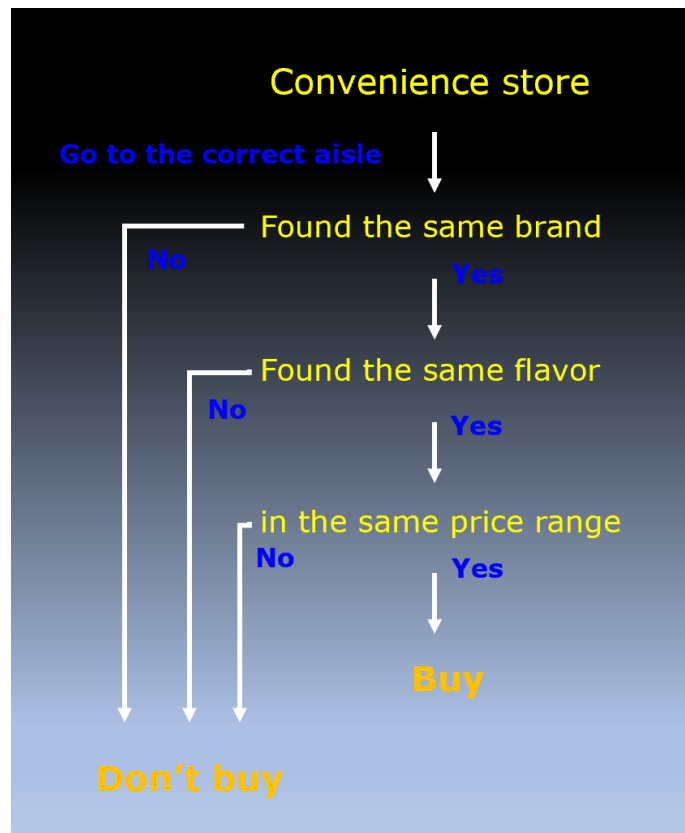 Convenience store
Go to the correct aisle
Found the same brand
No
Yes
Found the same flavor
No
Yes
in the same price range
No
Yes
Buy
Don’t buy